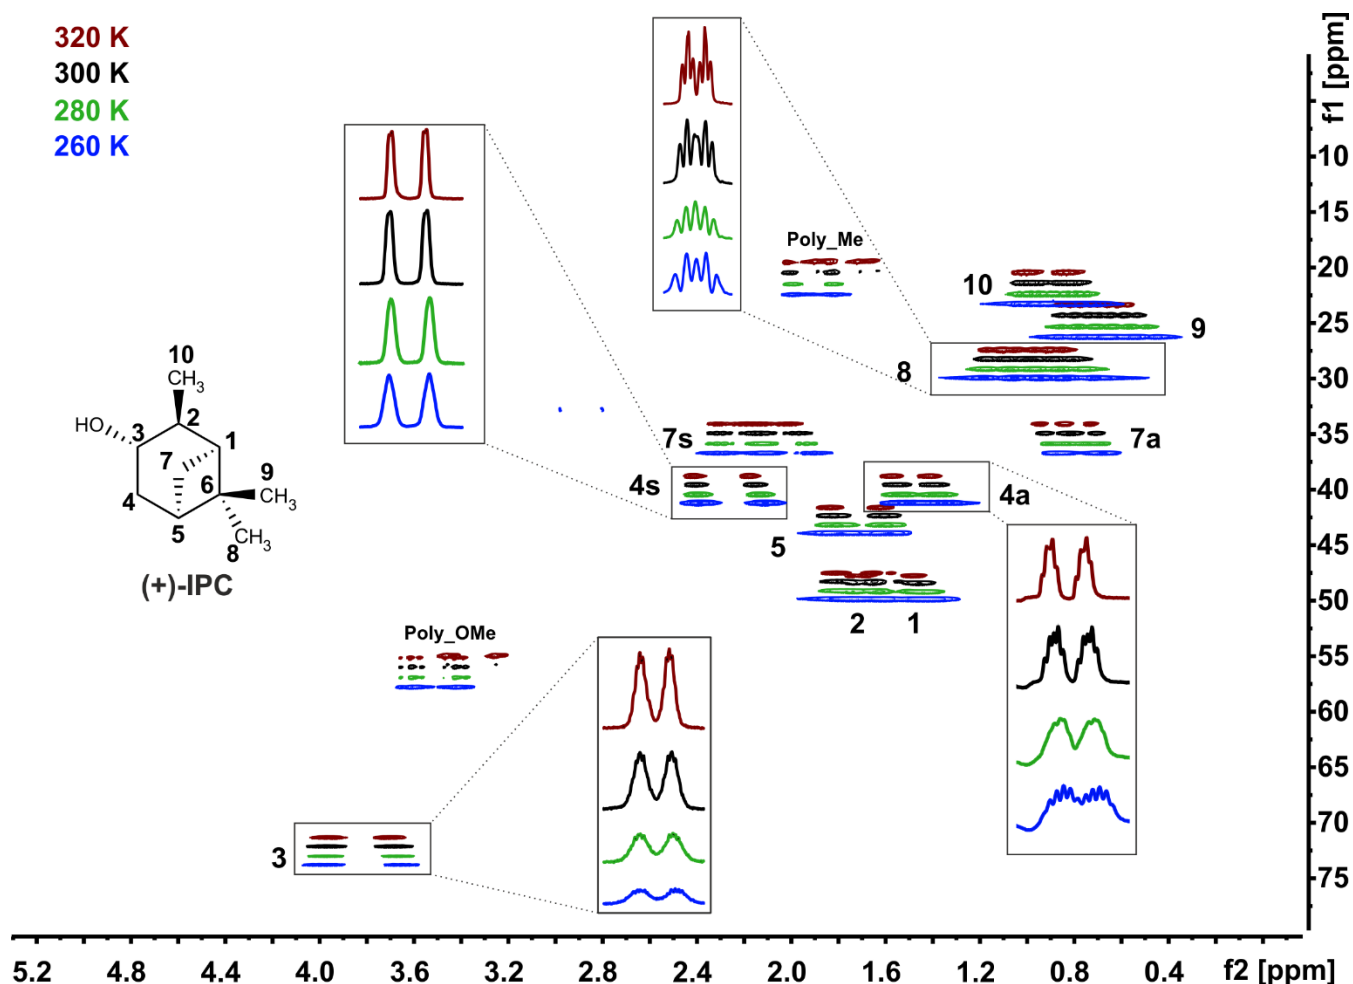 320 K
300 K
280 K
260 K
f1 [ppm]
10
15
20
25
30
35
40
45
50
55
60
65
70
75
Poly_Me
10
9
8
7s
7a
4s
4a
5
2
1
Poly_OMe
3
10
CH3
HO
3
2
1
7
6
9
CH3
4
5
8
CH3
(+)-IPC
5.2 4.8 4.4 4.0 3.6 3.2 2.8 2.4 2.0 1.6 1.2 0.8 0.4 f2 [ppm]